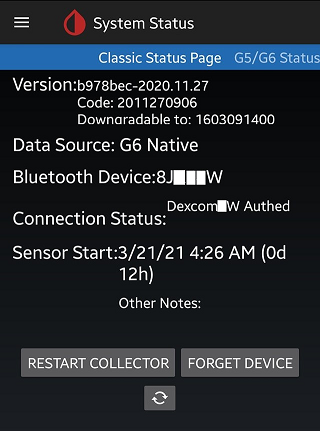 System Status
Classic Status Page G5/G6 Status
Version:b978bec-2020.11.27
Code: 2011270906
Downgradable to: 1603091400
Data Source: G6 Native
Bluetooth Device:8J W
Dexcom W Authed
Connection Status:
Sensor Start:3/21/21 4:26 AM (0d
12h)
Other Notes:
RESTART COLLECTOR FORGET DEVICE